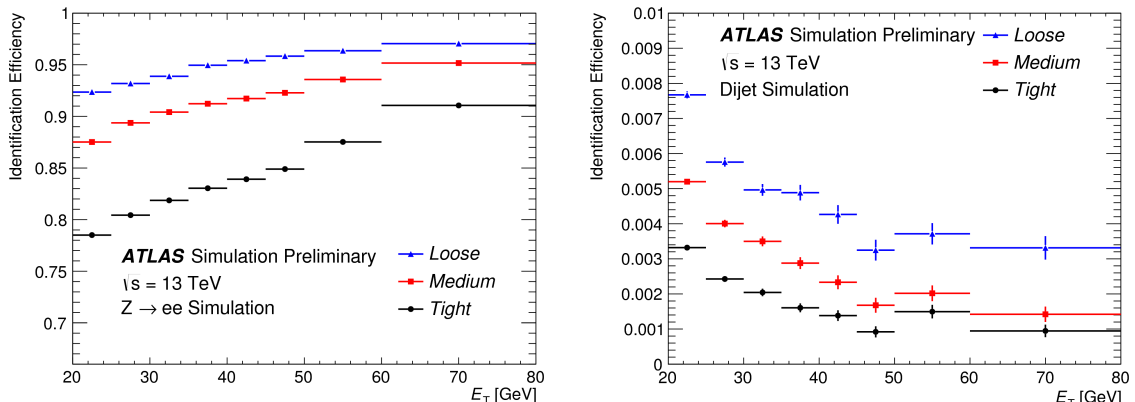 Identification Efficiency
1
0.95
0.9
0.85
0.8
0.75
0.7
ATLAS Simulation Preliminary
√s = 13 TeV
Z → ee Simulation
Loose
Medium
Tight
20 30 40 50 60 70 80
E_T [GeV]
Identification Efficiency
0.01
0.009
0.008
0.007
0.006
0.005
0.004
0.003
0.002
0.001
0
ATLAS Simulation Preliminary
√s = 13 TeV
Dijet Simulation
Loose
Medium
Tight
20 30 40 50 60 70 80
E_T [GeV]